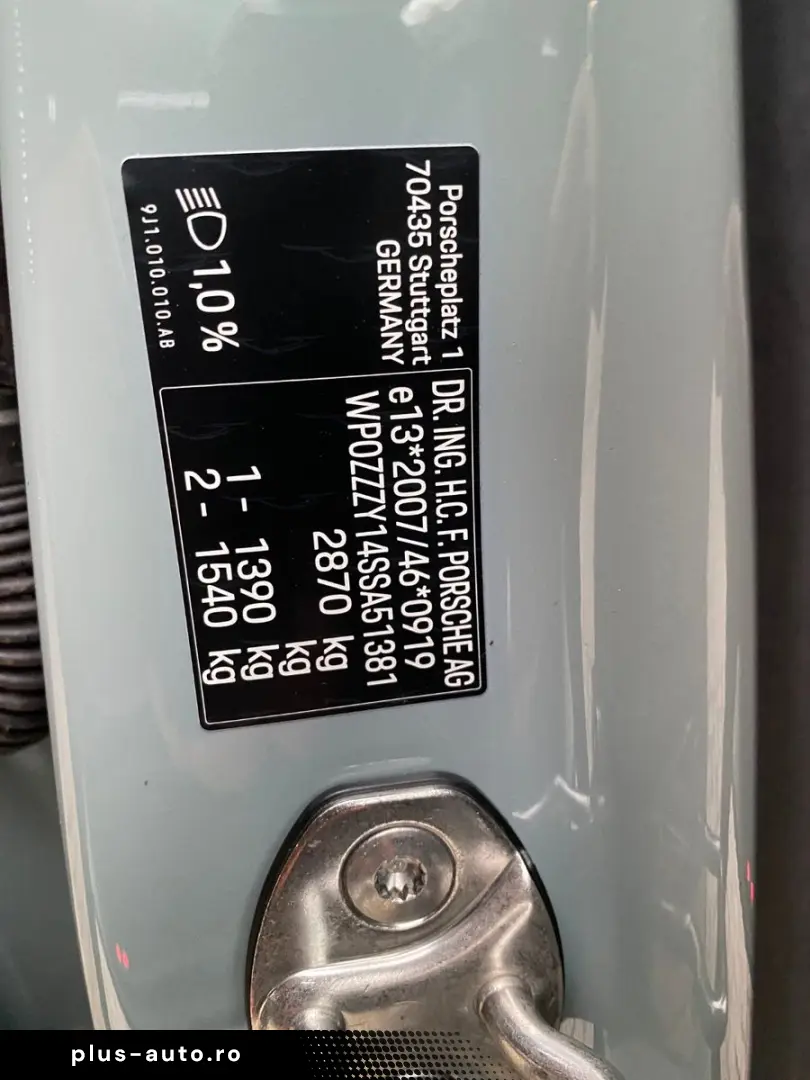 Porscheplatz 1
70435 Stuttgart
GERMANY
1,0 %
9J1.010.010.AB
DR. ING. H.C. F. PORSCHE AG
e13*2007/46*0919
WP0ZZZY14SSA51381
2870 kg
kg
1 - 1390 kg
2 - 1540 kg
plus-auto.ro